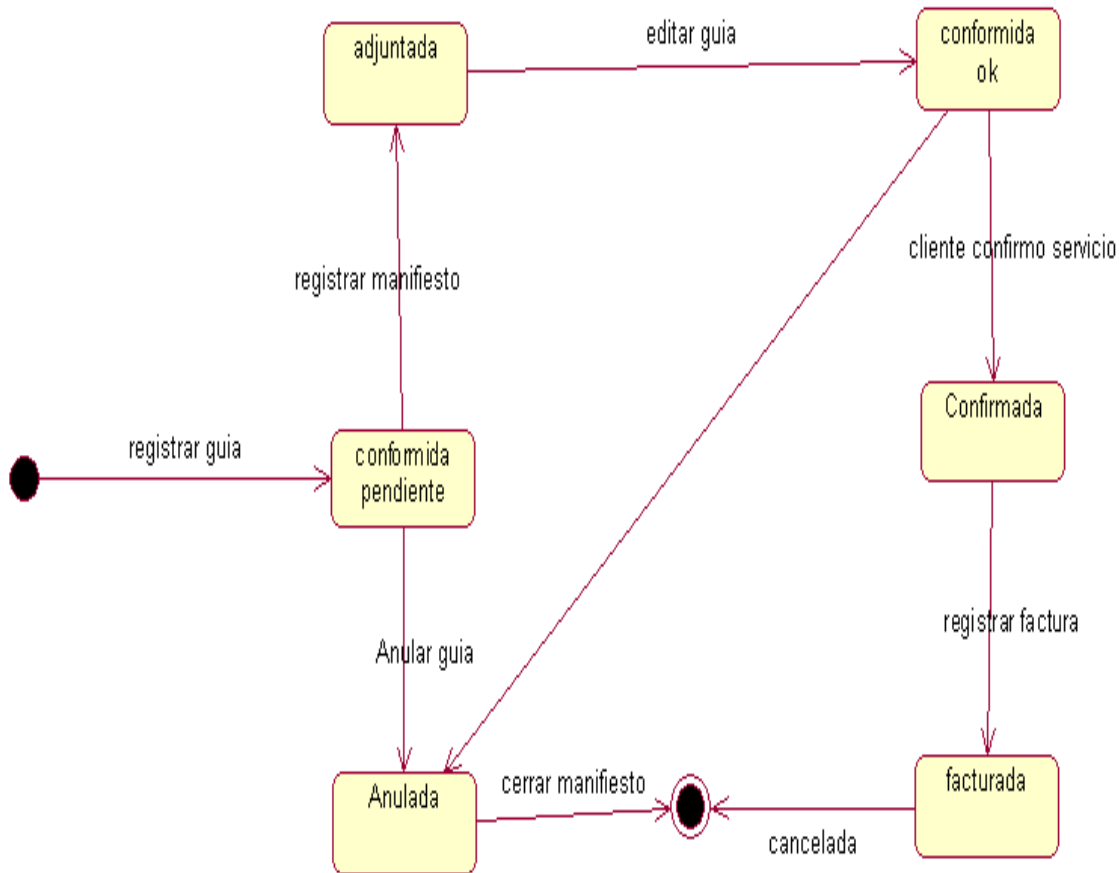 adjuntada
editar guia
conformida
ok
registrar manifiesto
cliente confirmo servicio
registrar guia
conformida
pendiente
Confirmada
Anular guia
registrar factura
Anulada
cerrar manifiesto
cancelada
facturada